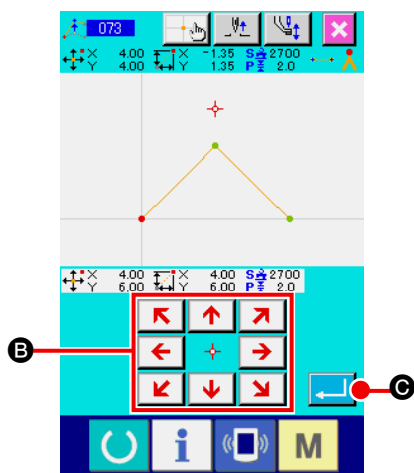 073
X 4.00 X -1.35 S 2700
Y 4.00 Y 1.35 P 2.0
X 4.00 X 4.00 S 2700
Y 6.00 Y 6.00 P 2.0
B
C
i M